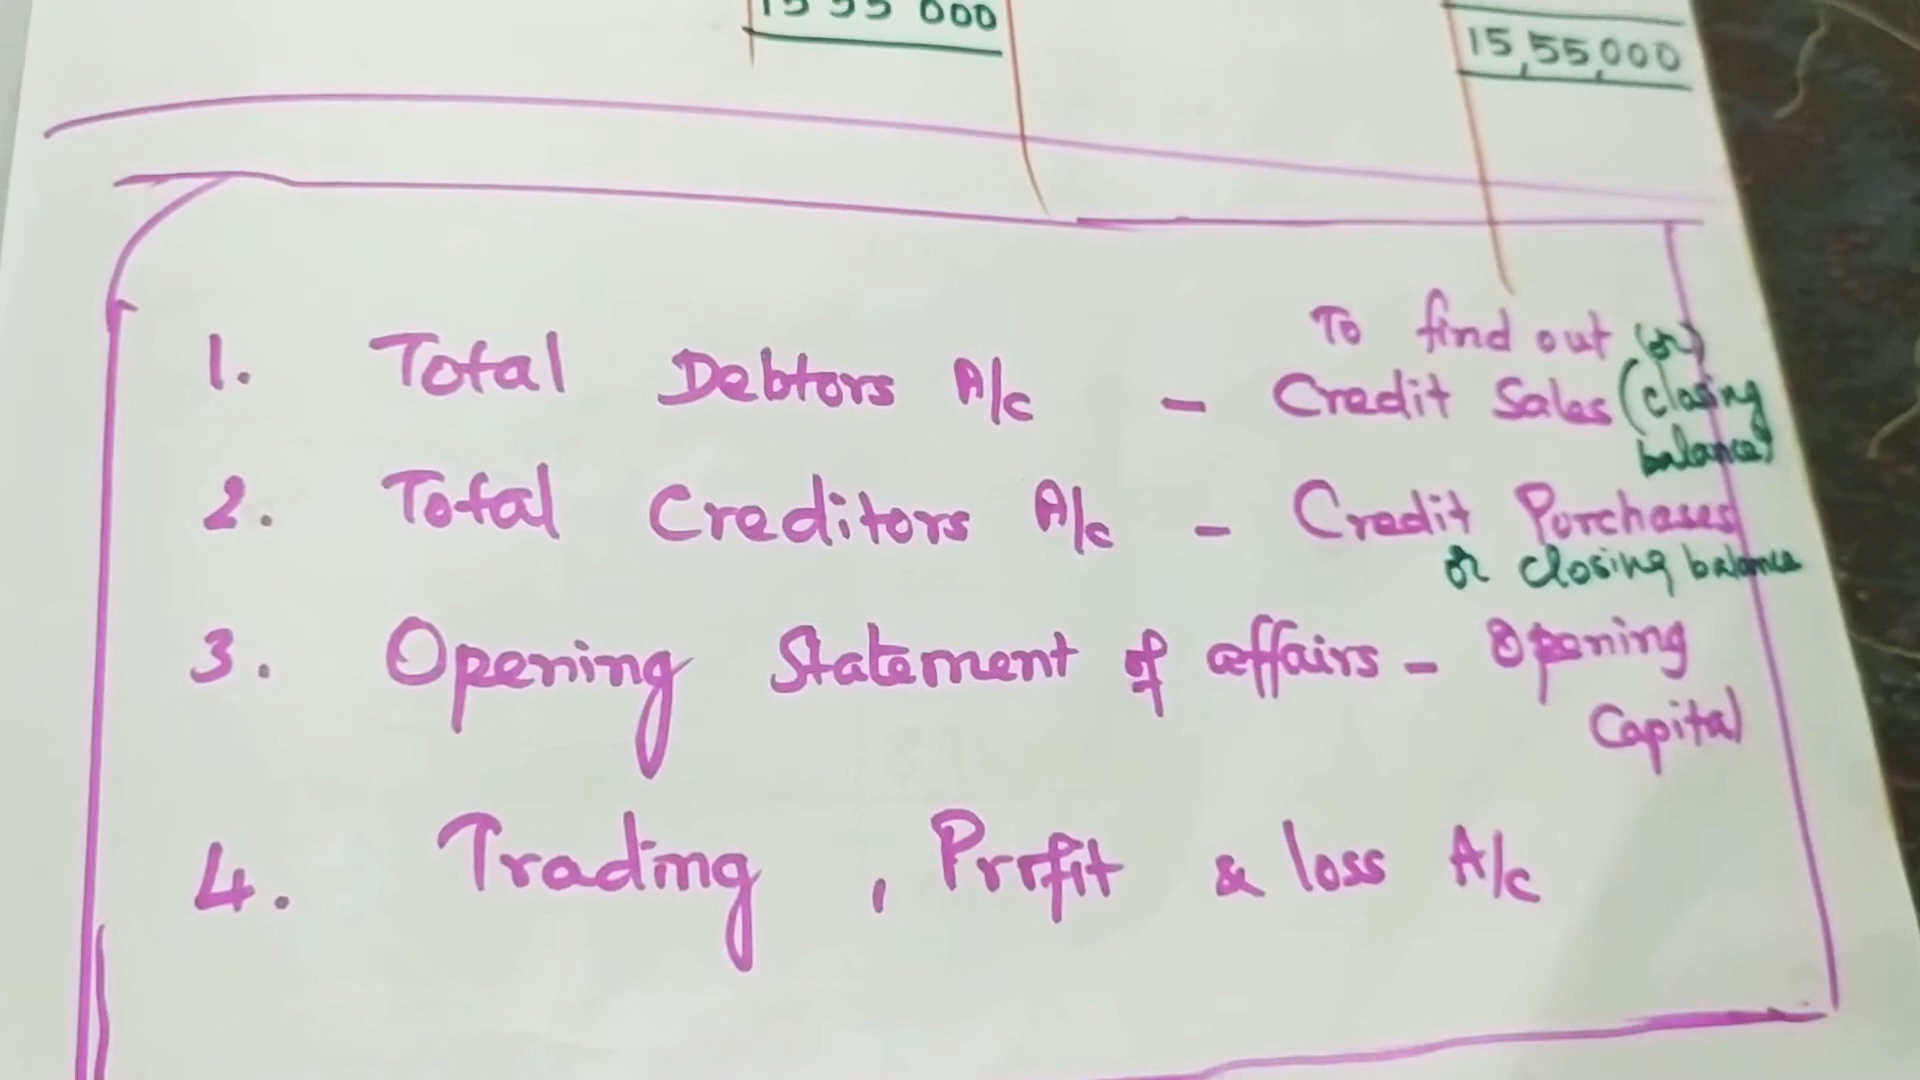 15 55 000
15,55,000
To find out (or)
1. Total Debtors A/c - Credit Sales (closing
balance)
2. Total Creditors A/c - Credit Purchases
or closing balance
3. Opening Statement of affairs - Opening
Capital
4. Trading, Profit & loss A/c